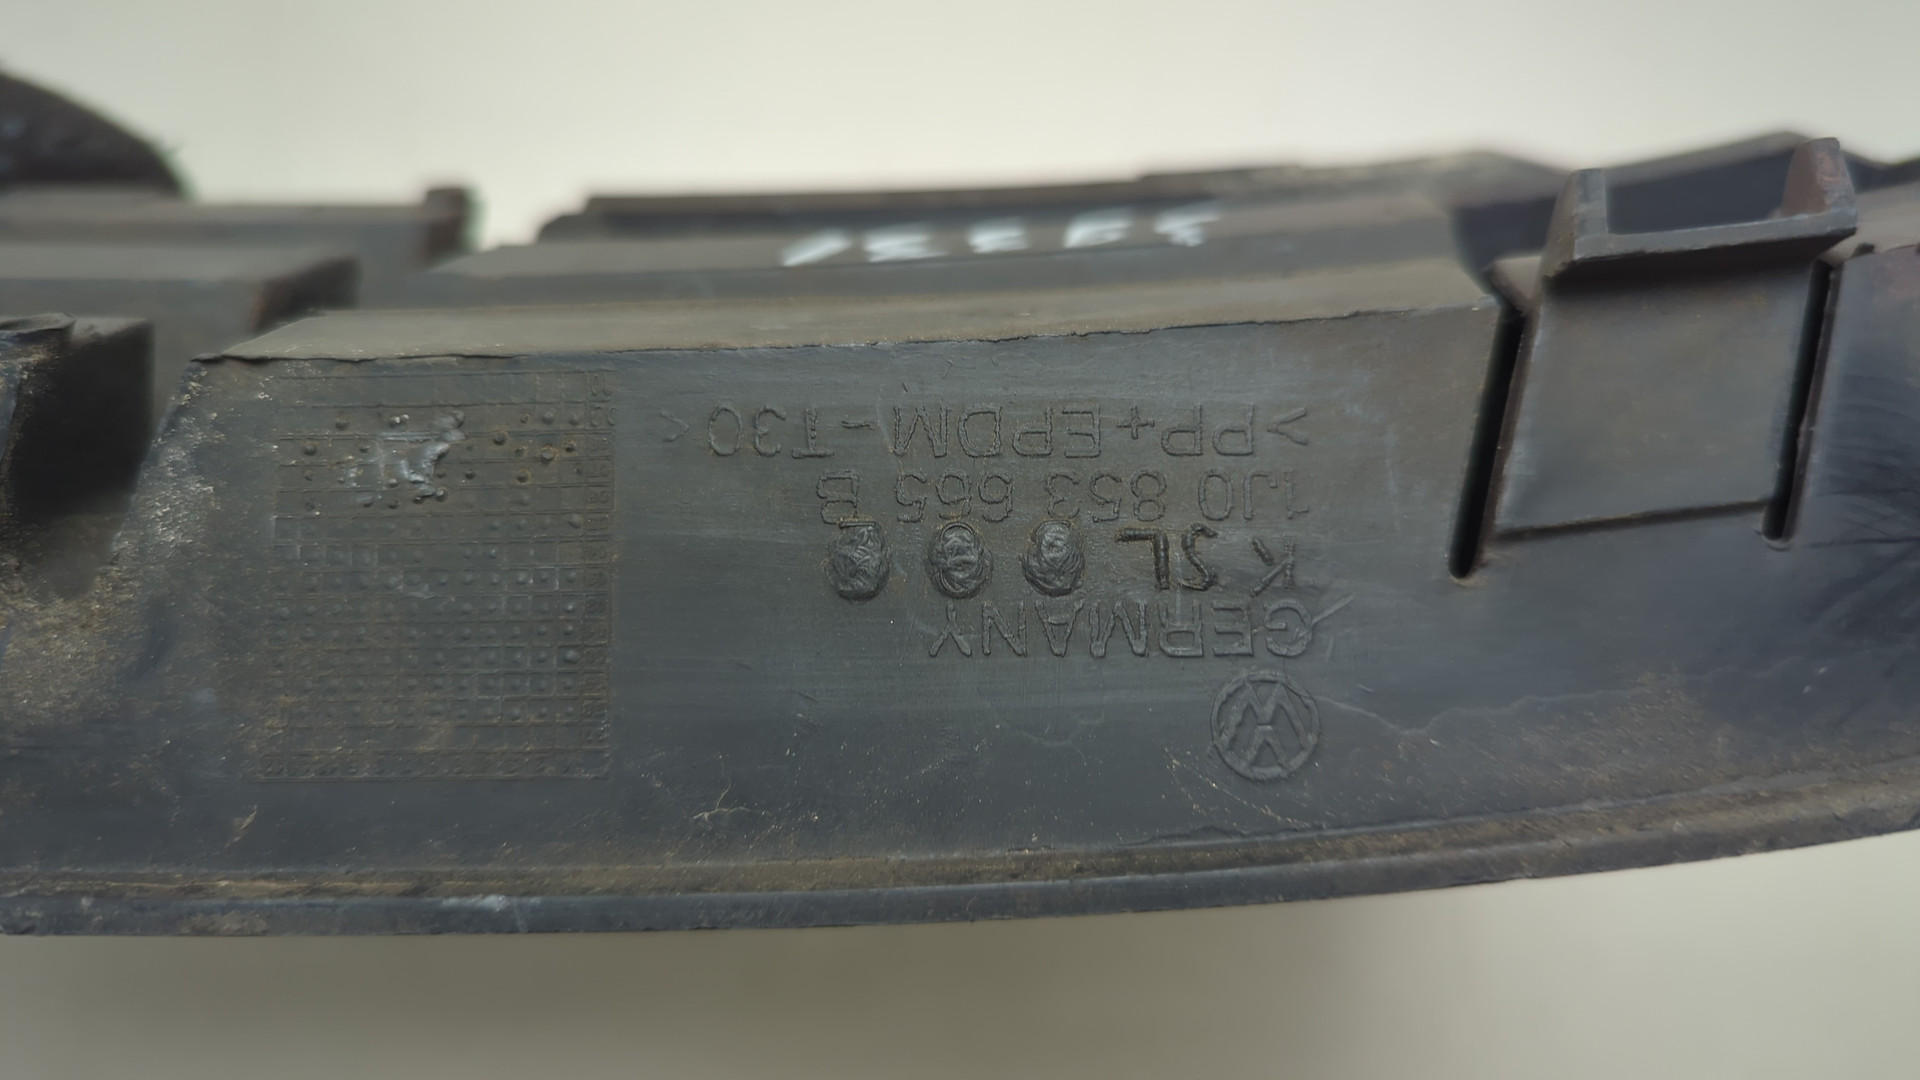 GERMANY
K SL
1J0 853 665 B
>PP+EPDM-T30<